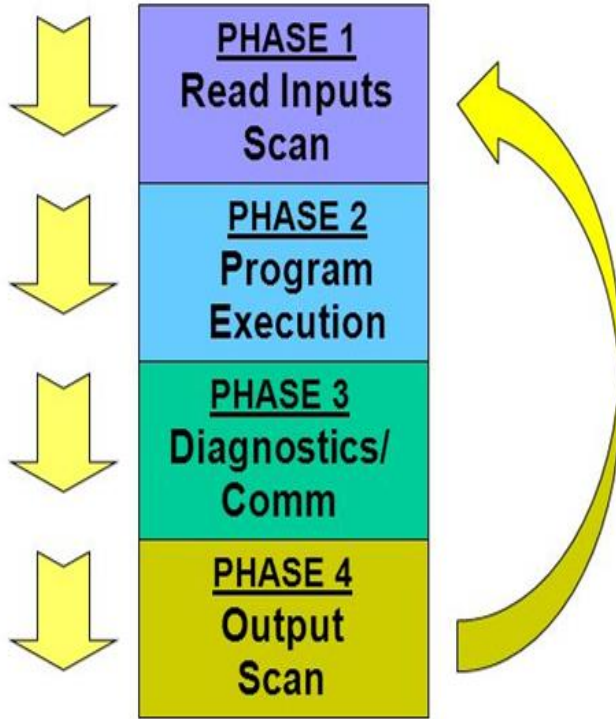 PHASE 1
Read Inputs
Scan
PHASE 2
Program
Execution
PHASE 3
Diagnostics/
Comm
PHASE 4
Output
Scan